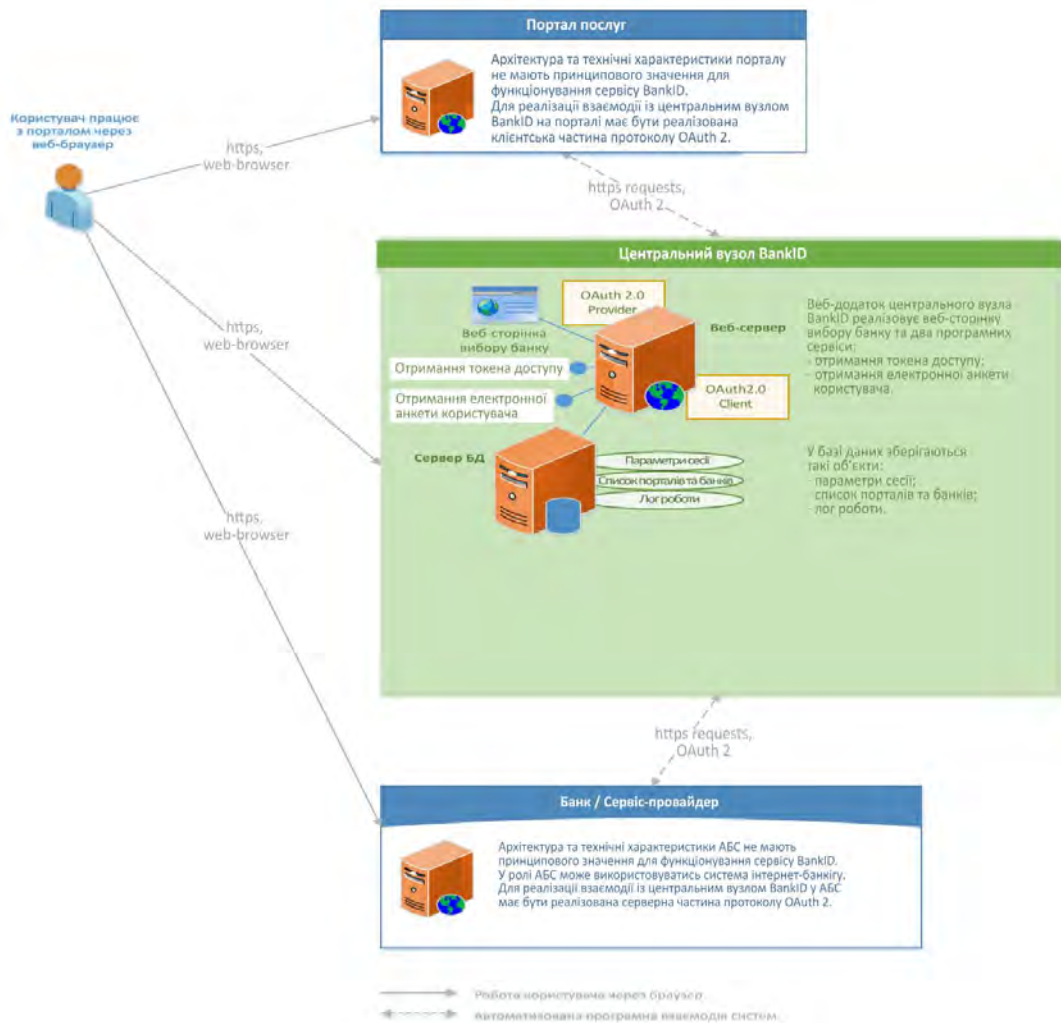 Портал послуг
Архітектура та технічні характеристики порталу
не мають принципового значення для
функціонування сервісу BankID.
Для реалізації взаємодії із центральним вузлом
BankID на порталі має бути реалізована
клієнтська частина протоколу OAuth 2.
Користувач працює
з порталом через
веб-браузер
https,
web-browser
https requests,
OAuth 2
Центральний вузол BankID
OAuth 2.0
Provider
Веб-сторінка
вибору банку
Веб-сервер
Веб-додаток центрального вузла
BankID реалізовує веб-сторінку
вибору банку та два програмних
сервіси:
- отримання токена доступу;
- отримання електронної анкети
користувача.
https,
web-browser
Отримання токена доступу
Отримання електронної
анкети користувача
OAuth2.0
Client
Сервер БД
Параметри сесії
Список порталів та банків
Лог роботи
У базі даних зберігаються
такі об'єкти:
- параметри сесії;
- список порталів та банків;
- лог роботи.
https,
web-browser
https requests,
OAuth 2
Банк / Сервіс-провайдер
Архітектура та технічні характеристики АБС не мають
принципового значення для функціонування сервісу BankID.
У ролі АБС може використовуватись система інтернет-банкігу.
Для реалізації взаємодії із центральним вузлом BankID у АБС
має бути реалізована серверна частина протоколу OAuth 2.
Робота користувача через браузер
Автоматизована програмна взаємодія систем